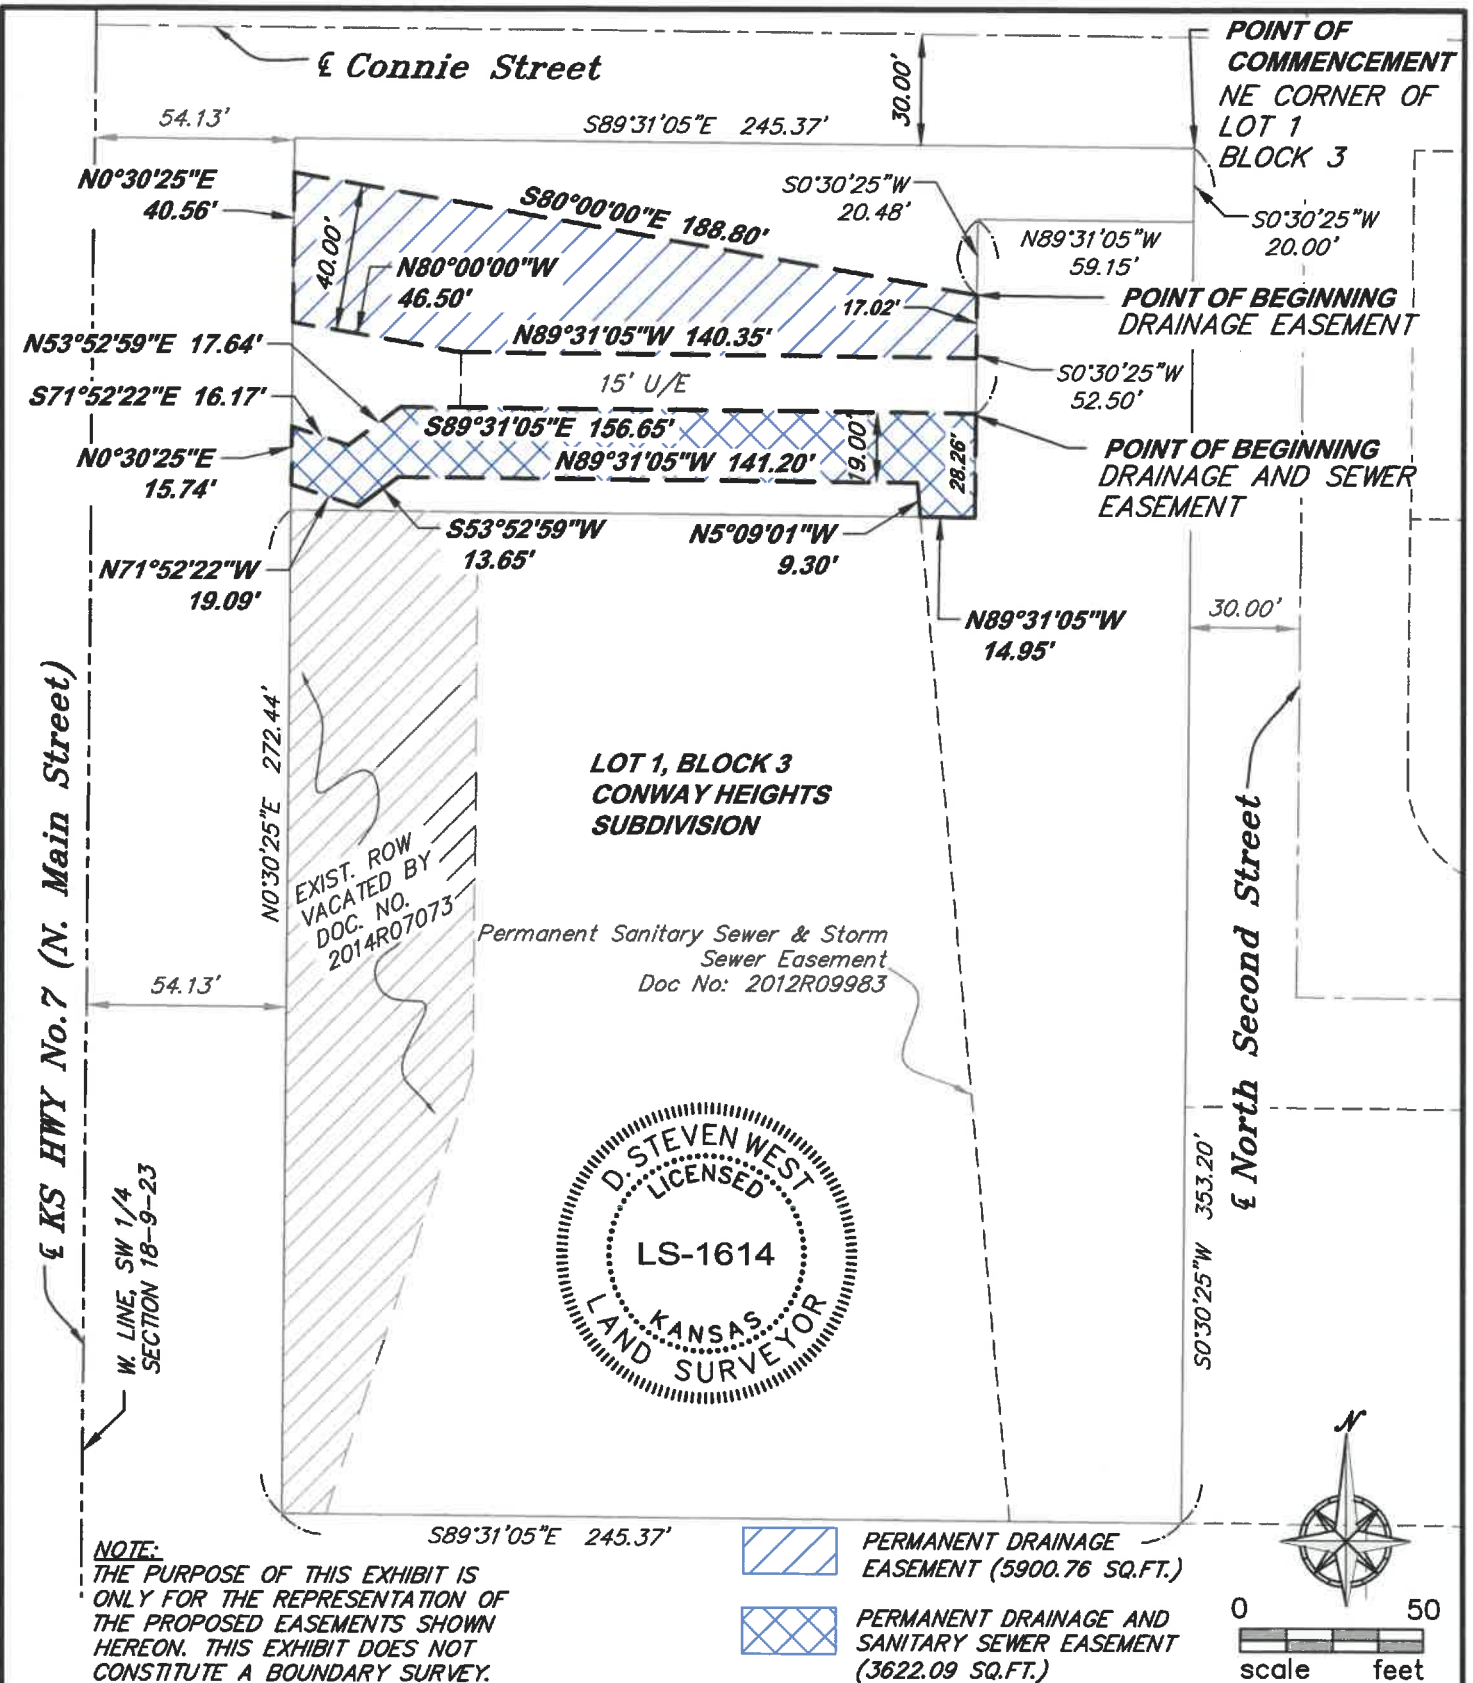 ℄ Connie Street
POINT OF
COMMENCEMENT
NE CORNER OF
LOT 1
BLOCK 3
54.13'
S89°31'05"E 245.37'
30.00'
N0°30'25"E
40.56'
S80°00'00"E 188.80'
S0°30'25"W
20.48'
S0°30'25"W
20.00'
N89°31'05"W
59.15'
40.00'
N80°00'00"W
46.50'
17.02'
POINT OF BEGINNING
DRAINAGE EASEMENT
N53°52'59"E 17.64'
N89°31'05"W 140.35'
S71°52'22"E 16.17'
15' U/E
S0°30'25"W
52.50'
S89°31'05"E 156.65'
19.00'
28.26'
N0°30'25"E
15.74'
N89°31'05"W 141.20'
POINT OF BEGINNING
DRAINAGE AND SEWER
EASEMENT
S53°52'59"W
13.65'
N5°09'01"W
9.30'
N71°52'22"W
19.09'
N89°31'05"W
14.95'
30.00'
℄ KS HWY No.7 (N. Main Street)
N0°30'25"E 272.44'
LOT 1, BLOCK 3
CONWAY HEIGHTS
SUBDIVISION
EXIST. ROW
VACATED BY
DOC. NO.
2014R07073
Permanent Sanitary Sewer & Storm
Sewer Easement
Doc No: 2012R09983
54.13'
℄ North Second Street
S0°30'25"W 353.20'
W. LINE, SW 1/4
SECTION 18-9-23
D. STEVEN WEST
LICENSED
LS-1614
KANSAS
LAND SURVEYOR
N
S89°31'05"E 245.37'
NOTE:
THE PURPOSE OF THIS EXHIBIT IS
ONLY FOR THE REPRESENTATION OF
THE PROPOSED EASEMENTS SHOWN
HEREON. THIS EXHIBIT DOES NOT
CONSTITUTE A BOUNDARY SURVEY.
PERMANENT DRAINAGE
EASEMENT (5900.76 SQ.FT.)
PERMANENT DRAINAGE AND
SANITARY SEWER EASEMENT
(3622.09 SQ.FT.)
0 50
scale feet